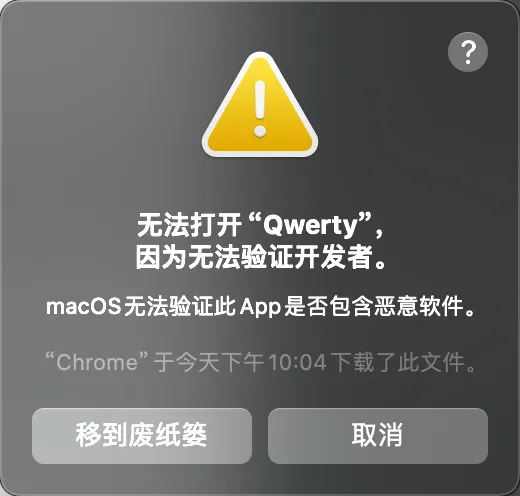 ?
无法打开“Qwerty”,
因为无法验证开发者。
macOS无法验证此App是否包含恶意软件。
“Chrome”于今天下午10:04下载了此文件。
移到废纸篓
取消